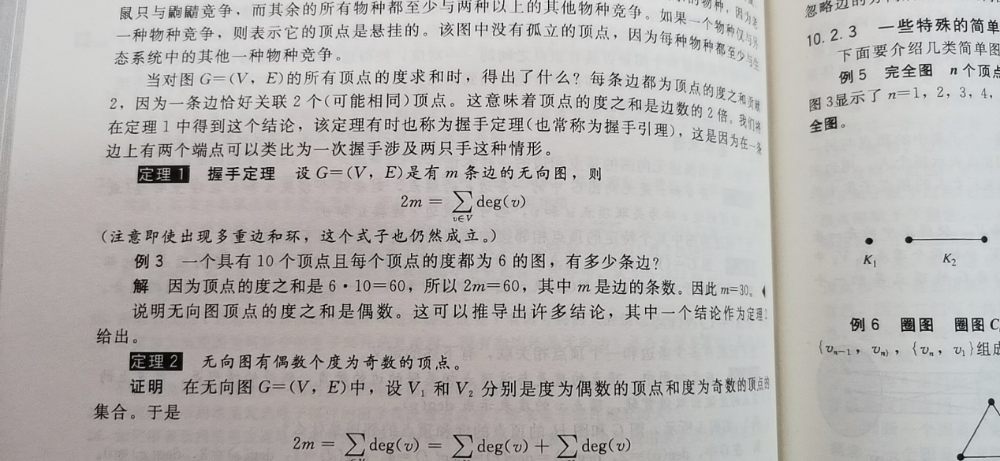 鼠只与鼩鼱竞争，而其余的所有物种都至少与两种以上的其他物种竞争。如果一个物种仅与另
一种物种竞争，则表示它的顶点是悬挂的。该图中没有孤立的顶点，因为每种物种都至少与生
态系统中的其他一种物种竞争。
当对图 G=(V，E)的所有顶点的度求和时，得出了什么？每条边都为顶点的度之和贡献
2，因为一条边恰好关联 2 个(可能相同)顶点。这意味着顶点的度之和是边数的 2 倍。我们将
在定理 1 中得到这个结论，该定理有时也称为握手定理(也常称为握手引理)，这是因为在一条
边上有两个端点可以类比为一次握手涉及两只手这种情形。
定理 1 握手定理 设 G=(V，E)是有 m 条边的无向图，则
2m = ∑ deg(v)
v∈V
(注意即使出现多重边和环，这个式子也仍然成立。)
例 3 一个具有 10 个顶点且每个顶点的度都为 6 的图，有多少条边？
解 因为顶点的度之和是 6·10=60，所以 2m=60，其中 m 是边的条数。因此 m=30。
说明无向图顶点的度之和是偶数。这可以推导出许多结论，其中一个结论作为定理 2
给出。
定理 2 无向图有偶数个度为奇数的顶点。
证明 在无向图 G=(V，E)中，设 V₁ 和 V₂ 分别是度为偶数的顶点和度为奇数的顶点的
集合。于是
2m = ∑ deg(v) = ∑ deg(v) + ∑ deg(v)
10.2.3 一些特殊的简单
下面要介绍几类简单图
例 5 完全图 n 个顶点
图 3显示了 n=1，2，3，4，
全图。
K₁ K₂
例 6 圈图 圈图 C
{vₙ₋₁，vₙ}，{vₙ，v₁}组成